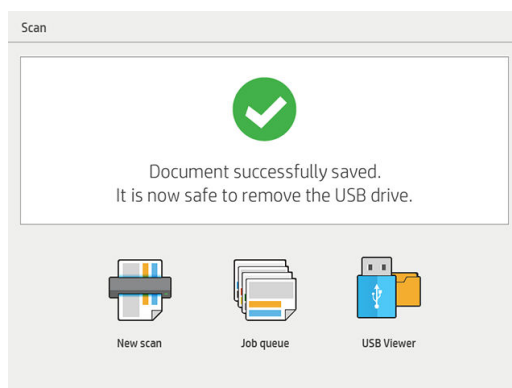 Scan
Document successfully saved.
It is now safe to remove the USB drive.
New scan
Job queue
USB Viewer